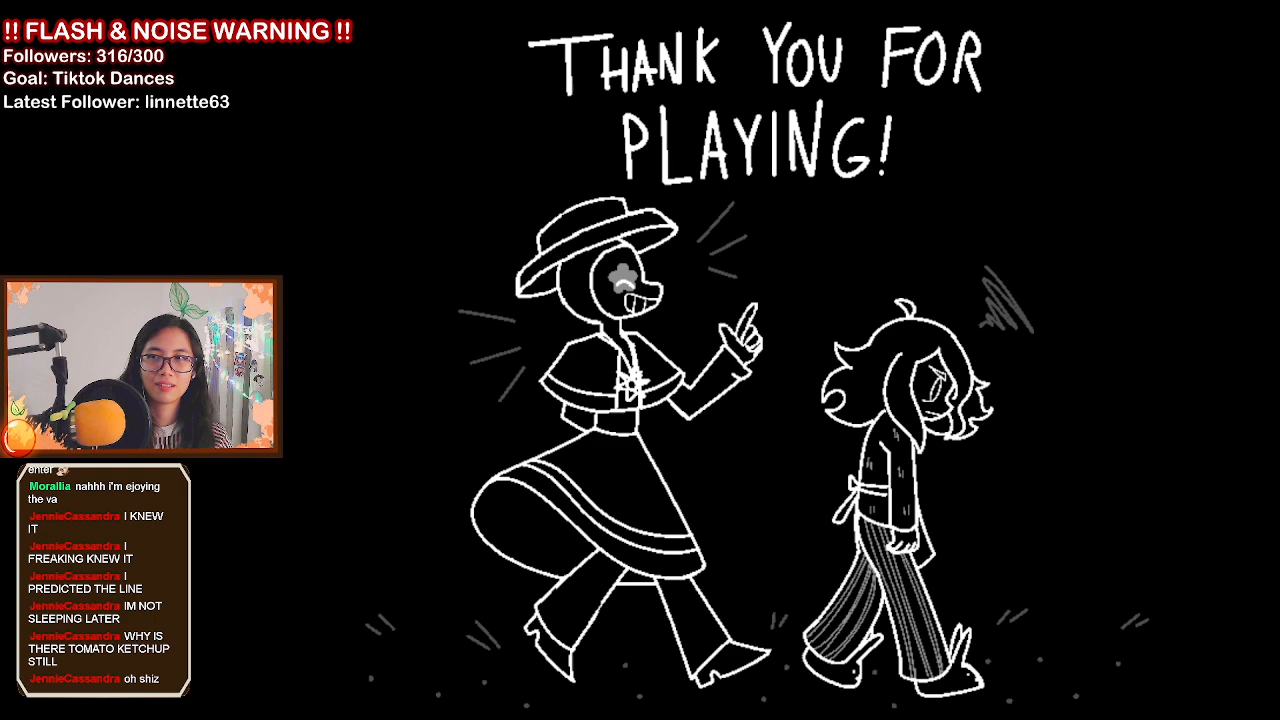 !! FLASH & NOISE WARNING !!
Followers: 316/300
Goal: Tiktok Dances
Latest Follower: linnette63
THANK YOU FOR
PLAYING!
enter
Morallia nahhh i'm ejoying
the va
JennieCassandra I KNEW
IT
JennieCassandra I
FREAKING KNEW IT
JennieCassandra I
PREDICTED THE LINE
JennieCassandra IM NOT
SLEEPING LATER
JennieCassandra WHY IS
THERE TOMATO KETCHUP
STILL
JennieCassandra oh shiz